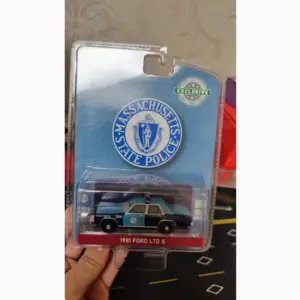 EXCLUSIVE
MASSACHUSETTS
STATE POLICE
1981 FORD LTD S